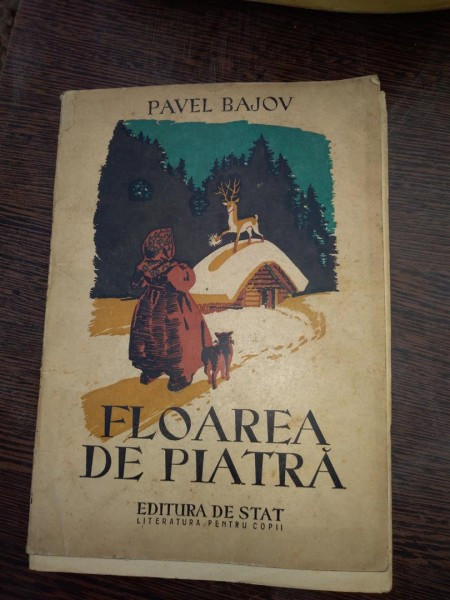 PAVEL BAJOV
FLOAREA
DE PIATRĂ
EDITURA DE STAT
LITERATURA PENTRU COPII